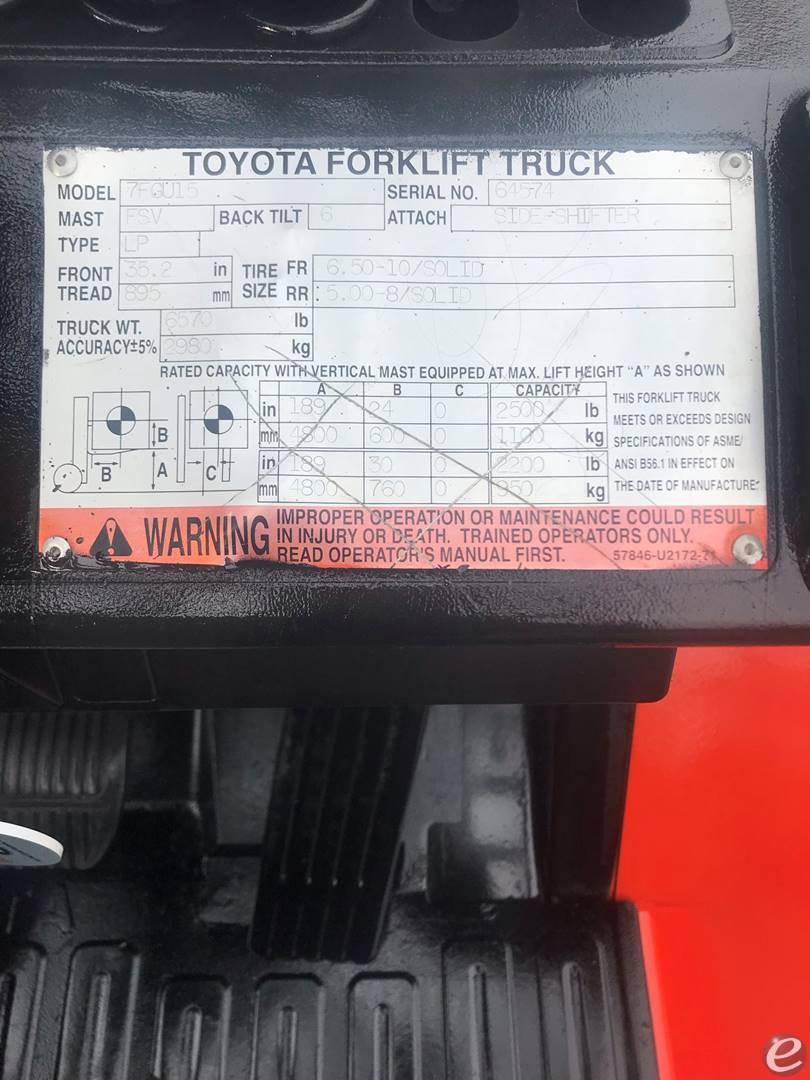 TOYOTA FORKLIFT TRUCK
MODEL 7FGU15 SERIAL NO. 64574
MAST FSV BACK TILT 6 ATTACH SIDE-SHIFTER
TYPE LP
FRONT TREAD 35.2 in 895 mm
TIRE SIZE FR 6.50-10/SOLID
RR 5.00-8/SOLID
TRUCK WT. 6570 lb
ACCURACY±5% 2980 kg
RATED CAPACITY WITH VERTICAL MAST EQUIPPED AT MAX. LIFT HEIGHT "A" AS SHOWN
A B C CAPACITY
in 189 24 0 2500 lb
mm 4800 600 0 1100 kg
in 189 30 0 2200 lb
mm 4800 760 0 950 kg
B
B A C
THIS FORKLIFT TRUCK
MEETS OR EXCEEDS DESIGN
SPECIFICATIONS OF ASME/
ANSI B56.1 IN EFFECT ON
THE DATE OF MANUFACTURE
WARNING
IMPROPER OPERATION OR MAINTENANCE COULD RESULT
IN INJURY OR DEATH. TRAINED OPERATORS ONLY.
READ OPERATOR'S MANUAL FIRST. 57846-U2172-71
e